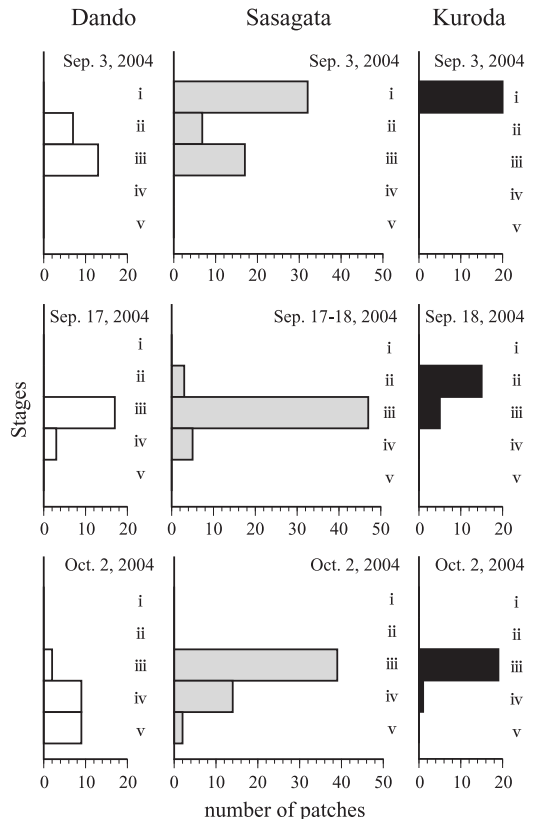 Dando Sasagata Kuroda
Sep. 3, 2004 Sep. 3, 2004 Sep. 3, 2004
i i i
ii ii ii
iii iii iii
iv iv iv
v v v
0 10 20 0 10 20 30 40 50 0 10 20
Sep. 17, 2004 Sep. 17-18, 2004 Sep. 18, 2004
i i i
ii ii ii
iii iii iii
iv iv iv
v v v
0 10 20 0 10 20 30 40 50 0 10 20
Stages
Oct. 2, 2004 Oct. 2, 2004 Oct. 2, 2004
i i i
ii ii ii
iii iii iii
iv iv iv
v v v
0 10 20 0 10 20 30 40 50 0 10 20
number of patches